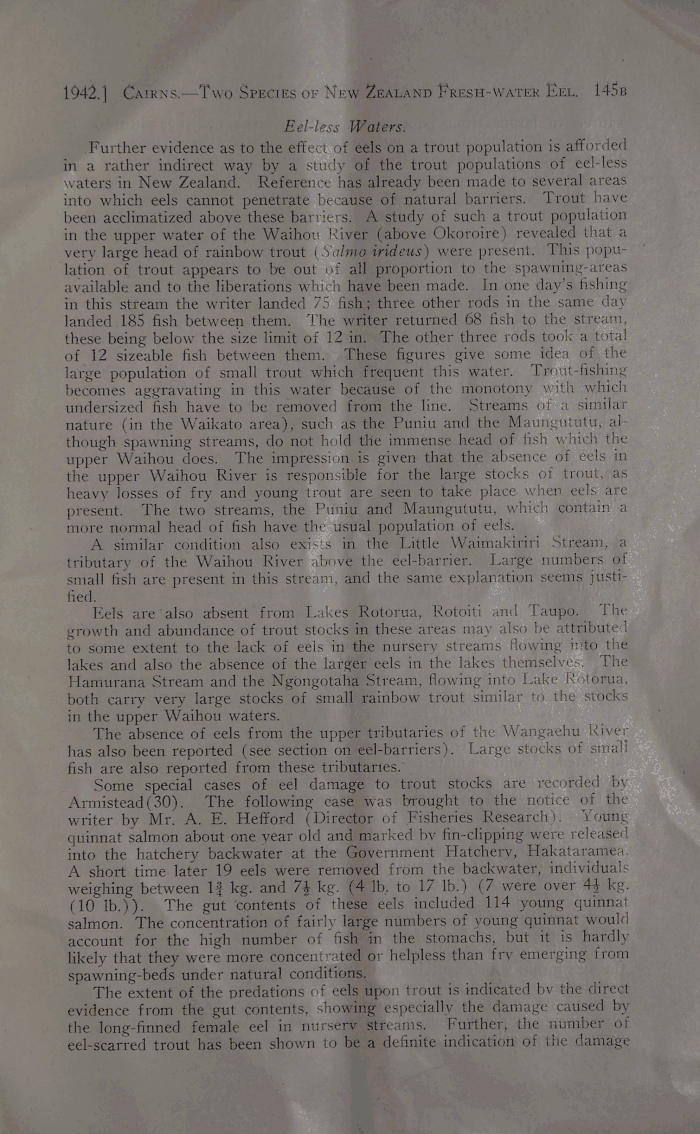 1942.] Cairns.—Two Species of New Zealand Fresh-water Eel. 145b
Eel-less Waters.
Further evidence as to the effect of eels on a trout population is afforded
in a rather indirect way by a study of the trout populations of eel-less
waters in New Zealand. Reference has already been made to several areas
into which eels cannot penetrate because of natural barriers. Trout have
been acclimatized above these barriers. A study of such a trout population
in the upper water of the Waihou River (above Okoroire) revealed that a
very large head of rainbow trout (Salmo irideus) were present. This popu-
lation of trout appears to be out of all proportion to the spawning-areas
available and to the liberations which have been made. In one day's fishing
in this stream the writer landed 75 fish; three other rods in the same day
landed 185 fish between them. The writer returned 68 fish to the stream,
these being below the size limit of 12 in. The other three rods took a total
of 12 sizeable fish between them. These figures give some idea of the
large population of small trout which frequent this water. Trout-fishing
becomes aggravating in this water because of the monotony with which
undersized fish have to be removed from the line. Streams of a similar
nature (in the Waikato area), such as the Puniu and the Maungututu, al-
though spawning streams, do not hold the immense head of fish which the
upper Waihou does. The impression is given that the absence of eels in
the upper Waihou River is responsible for the large stocks of trout, as
heavy losses of fry and young trout are seen to take place when eels are
present. The two streams, the Puniu and Maungututu, which contain a
more normal head of fish have the usual population of eels.
A similar condition also exists in the Little Waimakiriri Stream, a
tributary of the Waihou River above the eel-barrier. Large numbers of
small fish are present in this stream, and the same explanation seems justi-
fied.
Eels are also absent from Lakes Rotorua, Rotoiti and Taupo. The
growth and abundance of trout stocks in these areas may also be attributed
to some extent to the lack of eels in the nursery streams flowing into the
lakes and also the absence of the larger eels in the lakes themselves. The
Hamurana Stream and the Ngongotaha Stream, flowing into Lake Rotorua,
both carry very large stocks of small rainbow trout similar to the stocks
in the upper Waihou waters.
The absence of eels from the upper tributaries of the Wangaehu River
has also been reported (see section on eel-barriers). Large stocks of small
fish are also reported from these tributaries.
Some special cases of eel damage to trout stocks are recorded by
Armistead(30). The following case was brought to the notice of the
writer by Mr. A. E. Hefford (Director of Fisheries Research). Young
quinnat salmon about one year old and marked by fin-clipping were released
into the hatchery backwater at the Government Hatchery, Hakataramea.
A short time later 19 eels were removed from the backwater, individuals
weighing between 1¾ kg. and 7½ kg. (4 lb. to 17 lb.) (7 were over 4½ kg.
(10 lb.)). The gut contents of these eels included 114 young quinnat
salmon. The concentration of fairly large numbers of young quinnat would
account for the high number of fish in the stomachs, but it is hardly
likely that they were more concentrated or helpless than fry emerging from
spawning-beds under natural conditions.
The extent of the predations of eels upon trout is indicated by the direct
evidence from the gut contents, showing especially the damage caused by
the long-finned female eel in nursery streams. Further, the number of
eel-scarred trout has been shown to be a definite indication of the damage